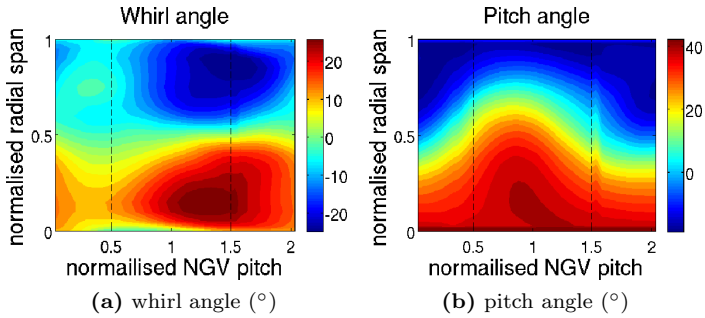 Whirl angle
normalised radial span
1
0.5
0
0.5
1
1.5
2
normailised NGV pitch
20
10
0
-10
-20
(a) whirl angle (°)
Pitch angle
normalised radial span
1
0.5
0
0.5
1
1.5
2
normailised NGV pitch
40
20
0
(b) pitch angle (°)